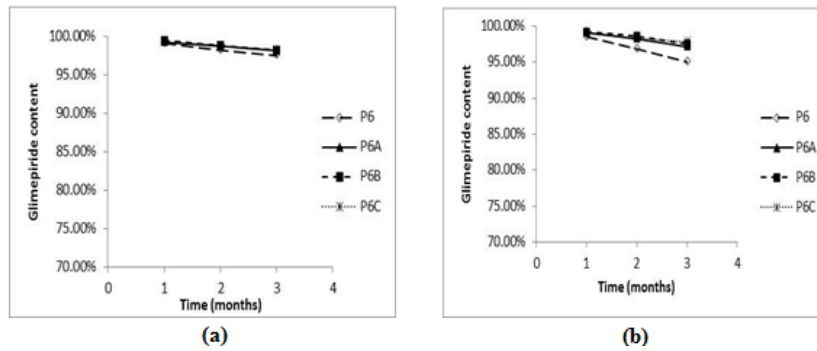 100.00%
95.00%
90.00%
85.00%
80.00%
75.00%
70.00%
Glimepiride content
0 1 2 3 4
Time (months)
P6
P6A
P6B
P6C
(a)
100.00%
95.00%
90.00%
85.00%
80.00%
75.00%
70.00%
Glimepiride content
0 1 2 3 4
Time (months)
P6
P6A
P6B
P6C
(b)